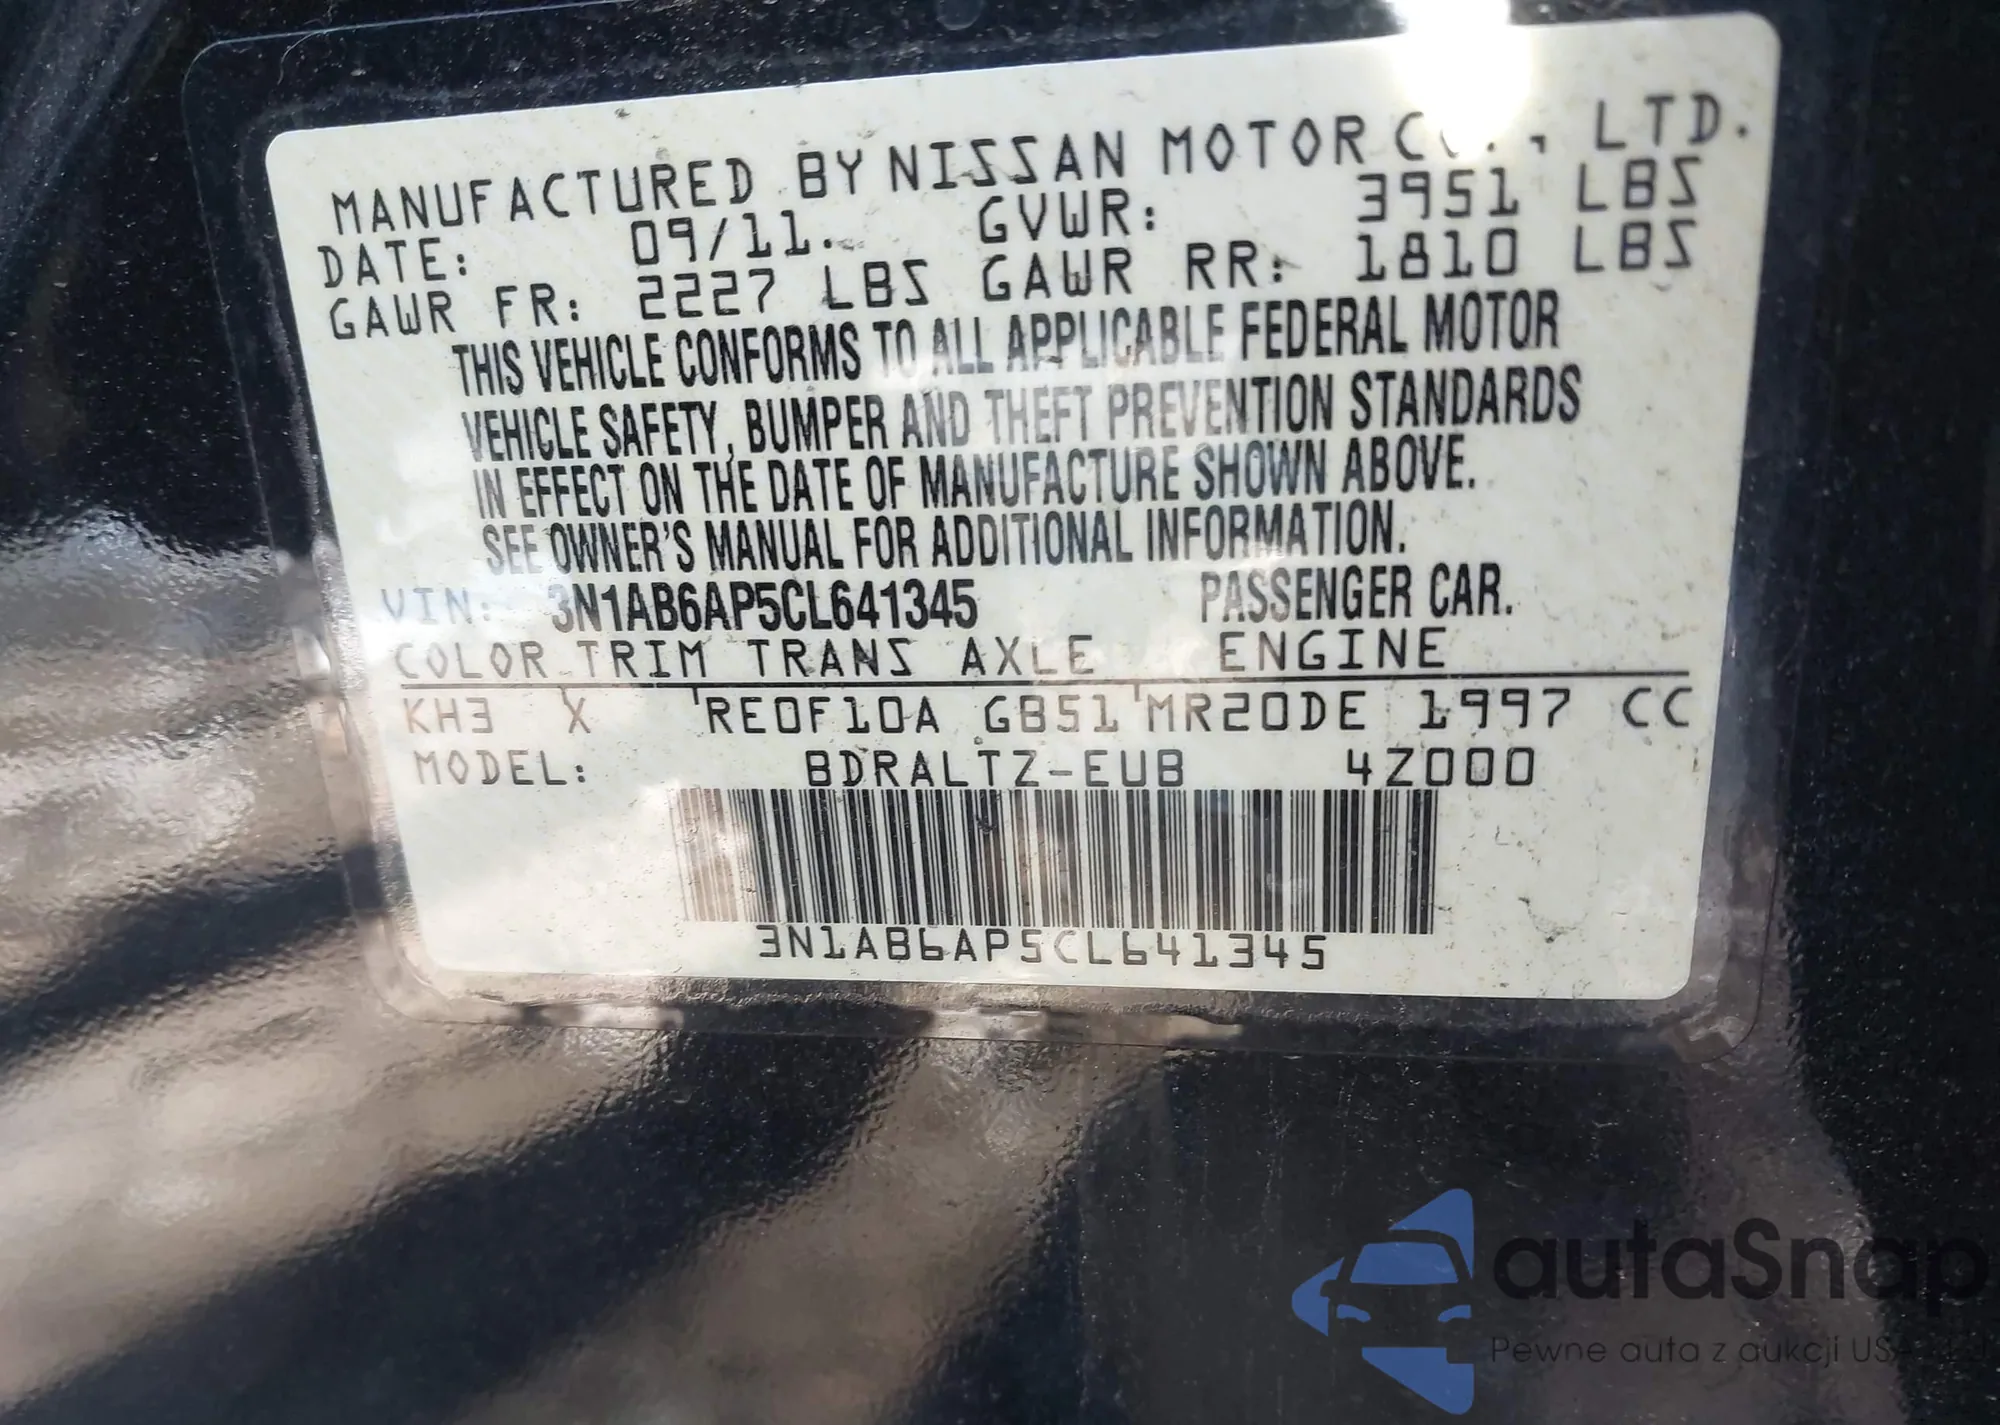 MANUFACTURED BY NISSAN MOTOR CO., LTD.
DATE: 09/11. GVWR: 3951 LBS
GAWR FR: 2227 LBS GAWR RR: 1810 LBS
THIS VEHICLE CONFORMS TO ALL APPLICABLE FEDERAL MOTOR
VEHICLE SAFETY, BUMPER AND THEFT PREVENTION STANDARDS
IN EFFECT ON THE DATE OF MANUFACTURE SHOWN ABOVE.
SEE OWNER'S MANUAL FOR ADDITIONAL INFORMATION.
VIN: 3N1AB6AP5CL641345 PASSENGER CAR.
COLOR TRIM TRANS AXLE ENGINE
KH3 X 'RE0F10A GB51'MR20DE 1997 CC
MODEL: BDRALTZ-EUB 4Z000
3N1AB6AP5CL641345
autaSnap
Pewne auta z aukcji